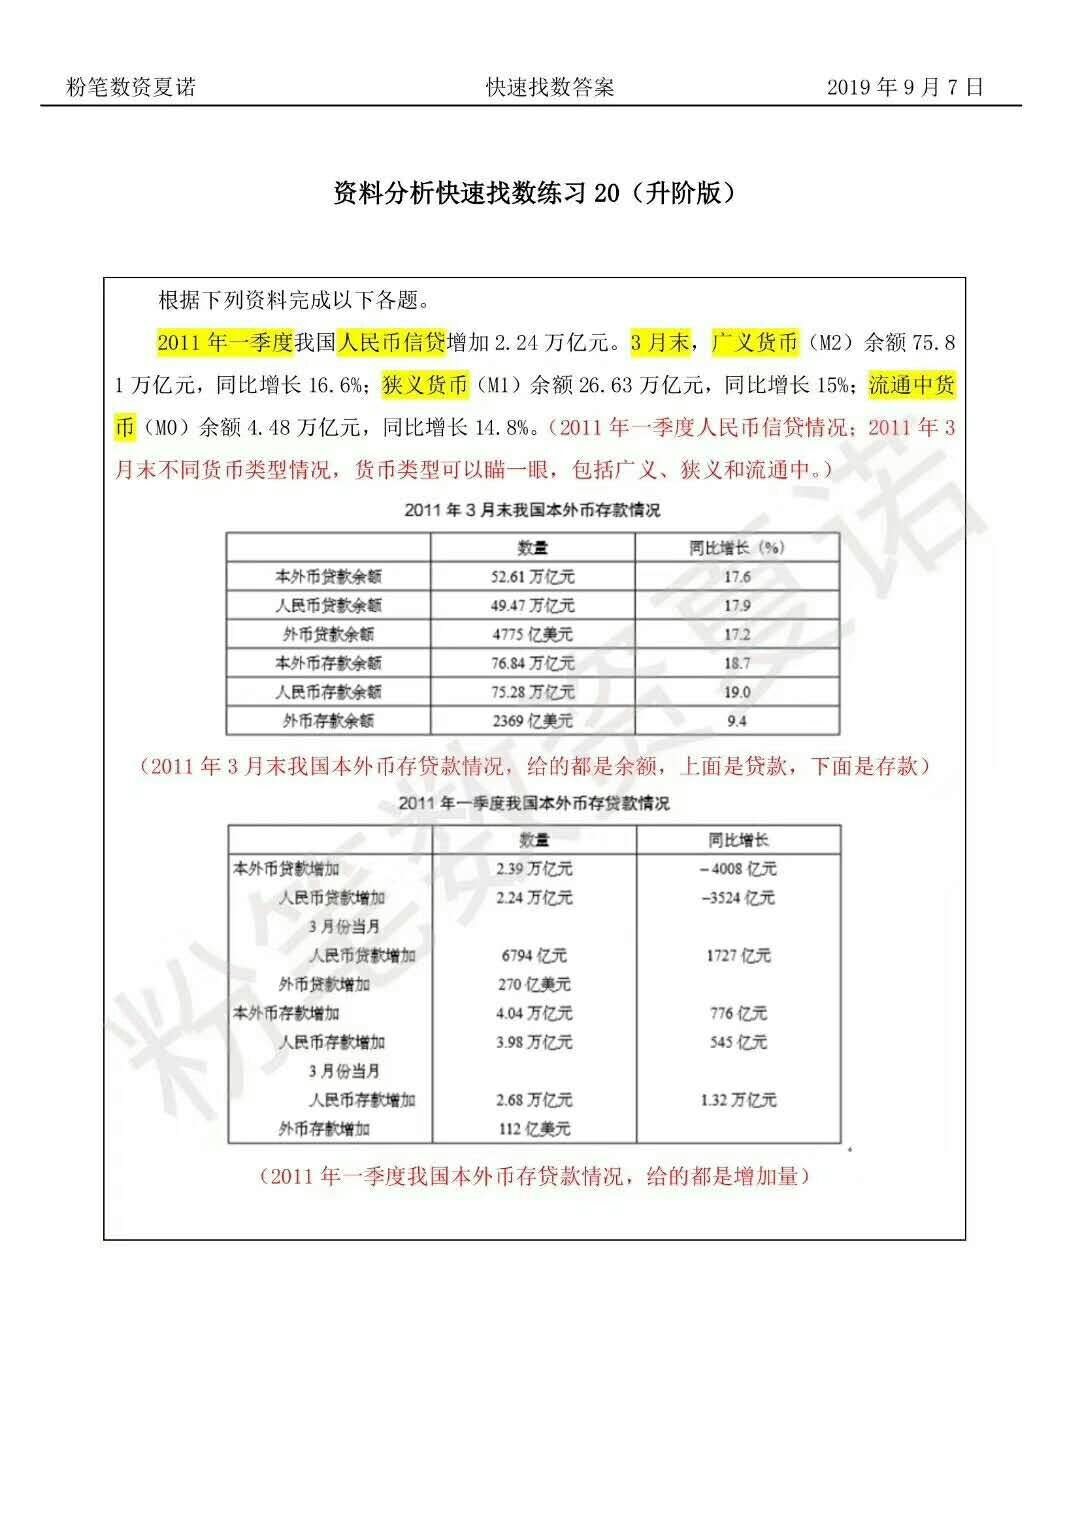 粉笔数资夏诺 快速找数答案 2019 年 9 月 7 日
资料分析快速找数练习 20（升阶版）
根据下列资料完成以下各题。
2011 年一季度我国人民币信贷增加 2.24 万亿元。3 月末，广义货币（M2）余额 75.8
1 万亿元，同比增长 16.6%；狭义货币（M1）余额 26.63 万亿元，同比增长 15%；流通中货
币（M0）余额 4.48 万亿元，同比增长 14.8%。（2011 年一季度人民币信贷情况；2011 年 3
月末不同货币类型情况，货币类型可以瞄一眼，包括广义、狭义和流通中。）
2011 年 3 月末我国本外币存款情况
数量 同比增长（%）
本外币贷款余额 52.61 万亿元 17.6
人民币贷款余额 49.47 万亿元 17.9
外币贷款余额 4775 亿美元 17.2
本外币存款余额 76.84 万亿元 18.7
人民币存款余额 75.28 万亿元 19.0
外币存款余额 2369 亿美元 9.4
（2011 年 3 月末我国本外币存贷款情况，给的都是余额，上面是贷款，下面是存款）
2011 年一季度我国本外币存贷款情况
数量 同比增长
本外币贷款增加 2.39 万亿元 －4008 亿元
人民币贷款增加 2.24 万亿元 －3524 亿元
3 月份当月
人民币贷款增加 6794 亿元 1727 亿元
外币贷款增加 270 亿美元
本外币存款增加 4.04 万亿元 776 亿元
人民币存款增加 3.98 万亿元 545 亿元
3 月份当月
人民币存款增加 2.68 万亿元 1.32 万亿元
外币存款增加 112 亿美元
（2011 年一季度我国本外币存贷款情况，给的都是增加量）
粉笔数资夏诺